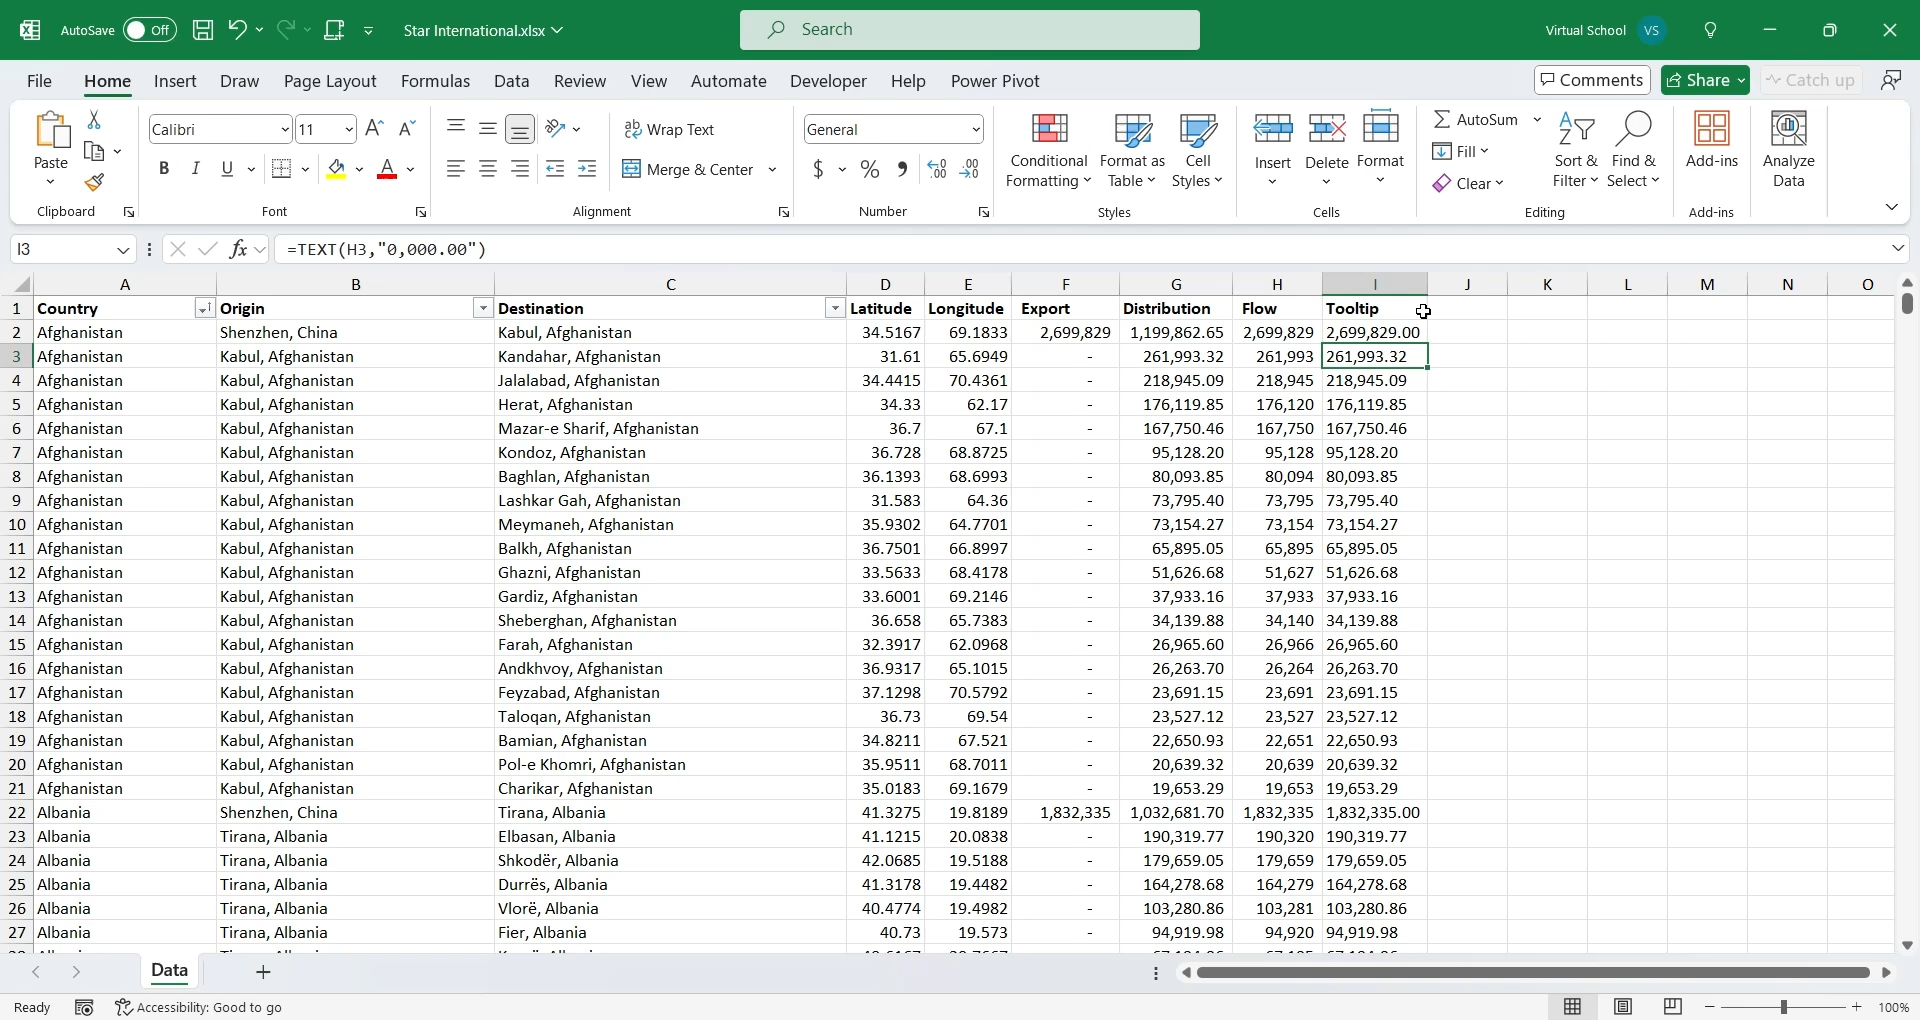 AutoSave Off Star International.xlsx Search Virtual School VS
File Home Insert Draw Page Layout Formulas Data Review View Automate Developer Help Power Pivot Comments Share Catch up
Paste
Clipboard
Calibri 11
B I U A
Font
Wrap Text
Merge & Center
Alignment
General
$ % 9
Number
Conditional Formatting
Format as Table
Cell Styles
Styles
Insert Delete Format
Cells
AutoSum
Fill
Clear
Sort & Filter
Find & Select
Editing
Add-ins
Add-ins
Analyze Data
I3 fx =TEXT(H3,"0,000.00")
A B C D E F G H I J K L M N O
1 Country Origin Destination Latitude Longitude Export Distribution Flow Tooltip
2 Afghanistan Shenzhen, China Kabul, Afghanistan 34.5167 69.1833 2,699,829 1,199,862.65 2,699,829 2,699,829.00
3 Afghanistan Kabul, Afghanistan Kandahar, Afghanistan 31.61 65.6949 - 261,993.32 261,993 261,993.32
4 Afghanistan Kabul, Afghanistan Jalalabad, Afghanistan 34.4415 70.4361 - 218,945.09 218,945 218,945.09
5 Afghanistan Kabul, Afghanistan Herat, Afghanistan 34.33 62.17 - 176,119.85 176,120 176,119.85
6 Afghanistan Kabul, Afghanistan Mazar-e Sharif, Afghanistan 36.7 67.1 - 167,750.46 167,750 167,750.46
7 Afghanistan Kabul, Afghanistan Kondoz, Afghanistan 36.728 68.8725 - 95,128.20 95,128 95,128.20
8 Afghanistan Kabul, Afghanistan Baghlan, Afghanistan 36.1393 68.6993 - 80,093.85 80,094 80,093.85
9 Afghanistan Kabul, Afghanistan Lashkar Gah, Afghanistan 31.583 64.36 - 73,795.40 73,795 73,795.40
10 Afghanistan Kabul, Afghanistan Meymaneh, Afghanistan 35.9302 64.7701 - 73,154.27 73,154 73,154.27
11 Afghanistan Kabul, Afghanistan Balkh, Afghanistan 36.7501 66.8997 - 65,895.05 65,895 65,895.05
12 Afghanistan Kabul, Afghanistan Ghazni, Afghanistan 33.5633 68.4178 - 51,626.68 51,627 51,626.68
13 Afghanistan Kabul, Afghanistan Gardiz, Afghanistan 33.6001 69.2146 - 37,933.16 37,933 37,933.16
14 Afghanistan Kabul, Afghanistan Sheberghan, Afghanistan 36.658 65.7383 - 34,139.88 34,140 34,139.88
15 Afghanistan Kabul, Afghanistan Farah, Afghanistan 32.3917 62.0968 - 26,965.60 26,966 26,965.60
16 Afghanistan Kabul, Afghanistan Andkhvoy, Afghanistan 36.9317 65.1015 - 26,263.70 26,264 26,263.70
17 Afghanistan Kabul, Afghanistan Feyzabad, Afghanistan 37.1298 70.5792 - 23,691.15 23,691 23,691.15
18 Afghanistan Kabul, Afghanistan Taloqan, Afghanistan 36.73 69.54 - 23,527.12 23,527 23,527.12
19 Afghanistan Kabul, Afghanistan Bamian, Afghanistan 34.8211 67.521 - 22,650.93 22,651 22,650.93
20 Afghanistan Kabul, Afghanistan Pol-e Khomri, Afghanistan 35.9511 68.7011 - 20,639.32 20,639 20,639.32
21 Afghanistan Kabul, Afghanistan Charikar, Afghanistan 35.0183 69.1679 - 19,653.29 19,653 19,653.29
22 Albania Shenzhen, China Tirana, Albania 41.3275 19.8189 1,832,335 1,032,681.70 1,832,335 1,832,335.00
23 Albania Tirana, Albania Elbasan, Albania 41.1215 20.0838 - 190,319.77 190,320 190,319.77
24 Albania Tirana, Albania Shkodër, Albania 42.0685 19.5188 - 179,659.05 179,659 179,659.05
25 Albania Tirana, Albania Durrës, Albania 41.3178 19.4482 - 164,278.68 164,279 164,278.68
26 Albania Tirana, Albania Vlorë, Albania 40.4774 19.4982 - 103,280.86 103,281 103,280.86
27 Albania Tirana, Albania Fier, Albania 40.73 19.573 - 94,919.98 94,920 94,919.98
Data
Ready Accessibility: Good to go 100%